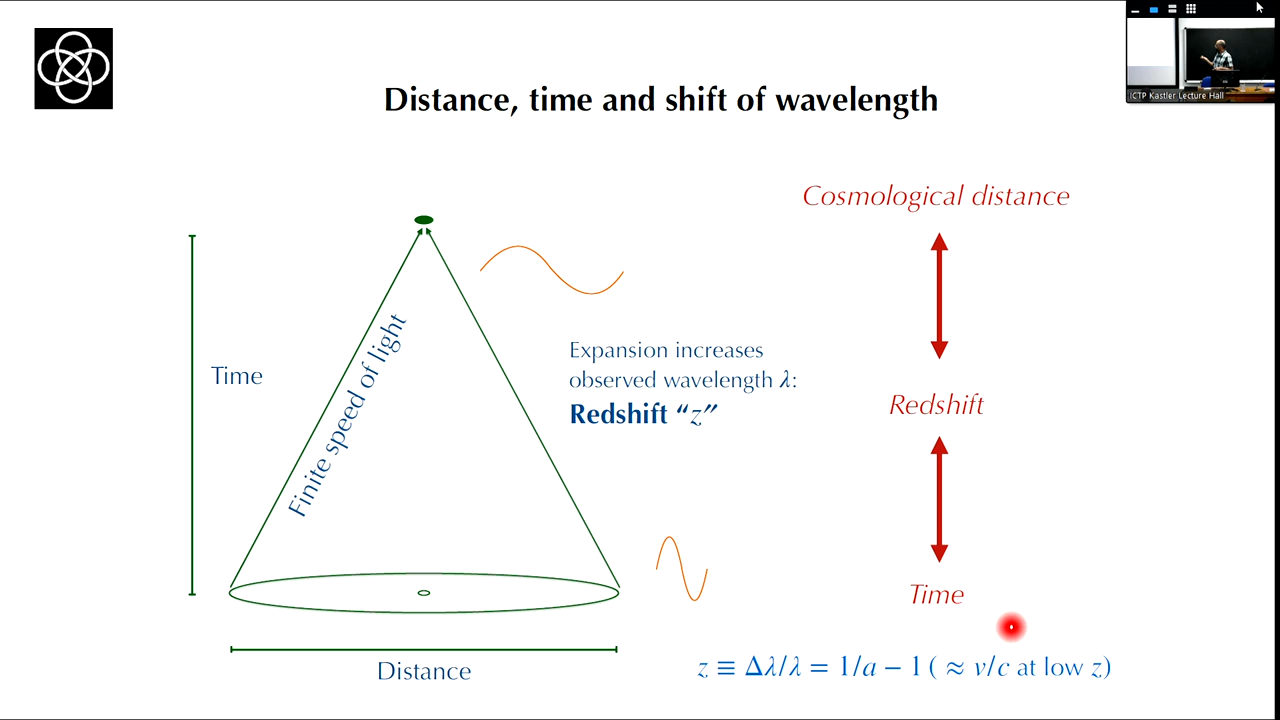 ICTP Kastler Lecture Hall
Distance, time and shift of wavelength
Cosmological distance
Time
Finite speed of light
Expansion increases
observed wavelength λ:
Redshift “z”
Redshift
Time
Distance
z ≡ Δλ/λ = 1/a − 1 ( ≈ v/c at low z)